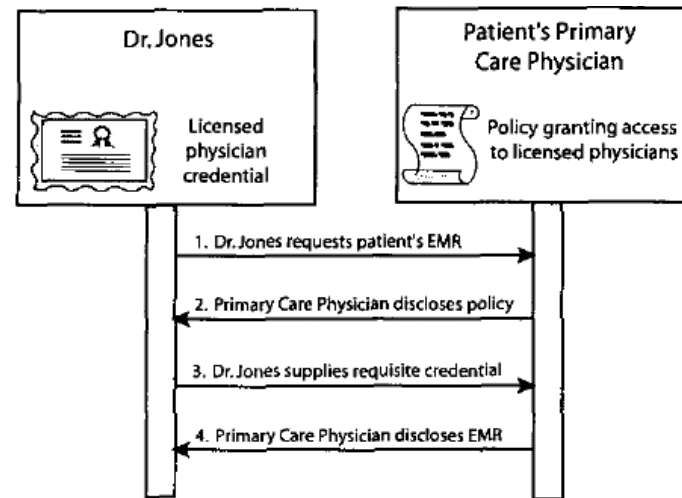 Dr. Jones
Licensed
physician
credential
Patient's Primary
Care Physician
Policy granting access
to licensed physicians
1. Dr. Jones requests patient's EMR
2. Primary Care Physician discloses policy
3. Dr. Jones supplies requisite credential
4. Primary Care Physician discloses EMR